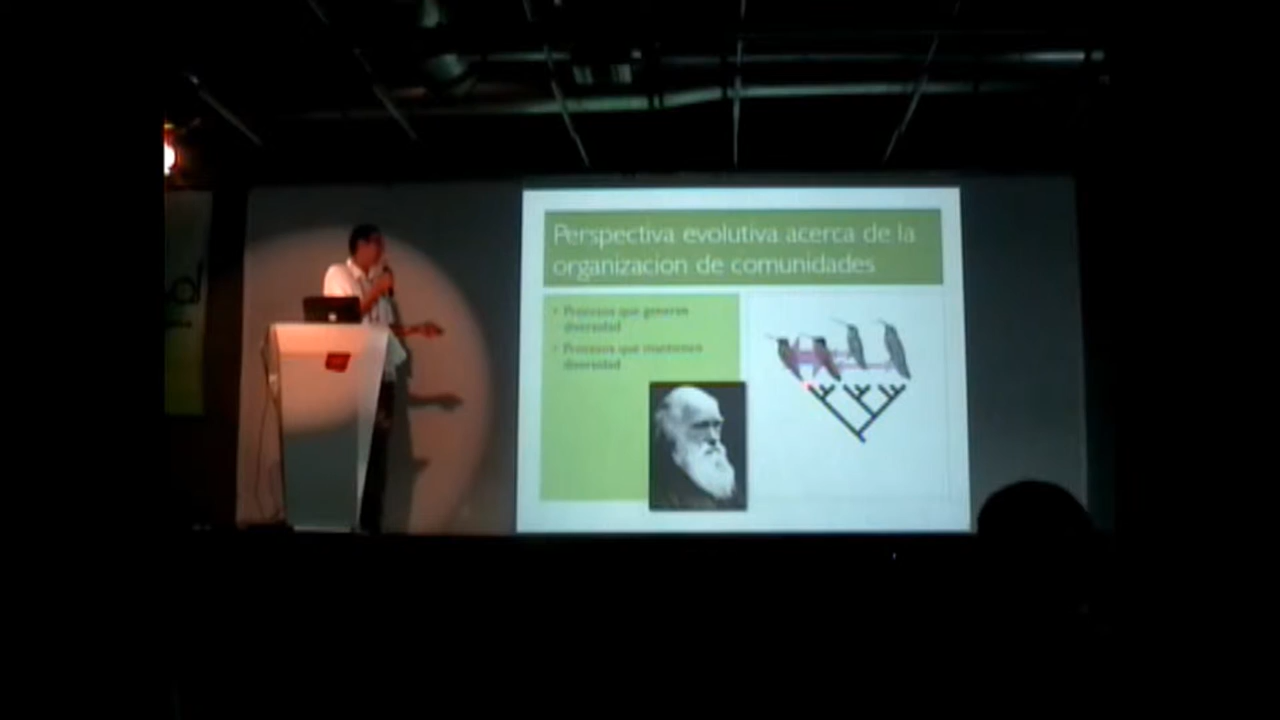 Perspectiva evolutiva acerca de la
organizacion de comunidades
• Procesos que generan
diversidad
• Procesos que mantienen
diversidad